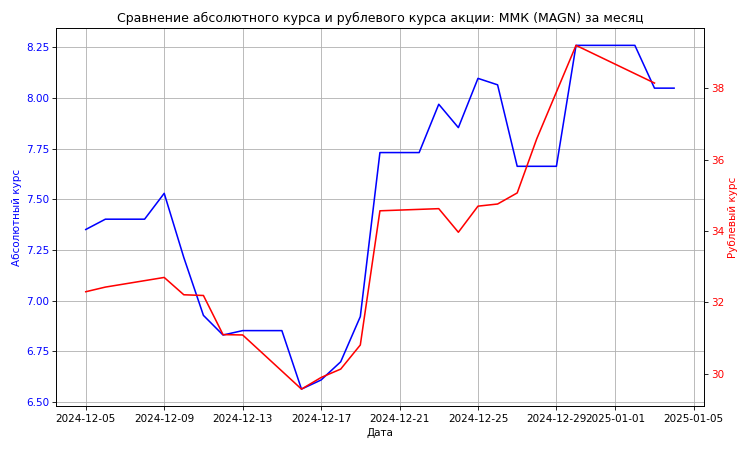 Сравнение абсолютного курса и рублевого курса акции: ММК (MAGN) за месяц
Абсолютный курс
8.25
8.00
7.75
7.50
7.25
7.00
6.75
6.50
38
36
34
32
30
Рублевый курс
2024-12-05 2024-12-09 2024-12-13 2024-12-17 2024-12-21 2024-12-25 2024-12-29 2025-01-01 2025-01-05
Дата